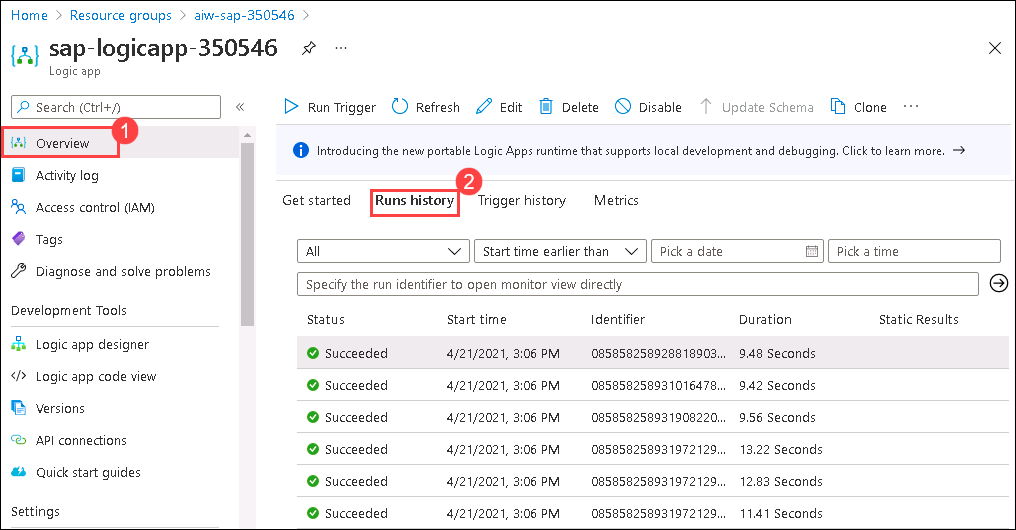 Home > Resource groups > aiw-sap-350546 >
sap-logicapp-350546
Logic app
Search (Ctrl+/)
Overview
1
Activity log
Access control (IAM)
Tags
Diagnose and solve problems
Development Tools
Logic app designer
Logic app code view
Versions
API connections
Quick start guides
Settings
Run Trigger Refresh Edit Delete Disable Update Schema Clone ...
Introducing the new portable Logic Apps runtime that supports local development and debugging. Click to learn more. →
2
Get started Runs history Trigger history Metrics
All Start time earlier than Pick a date Pick a time
Specify the run identifier to open monitor view directly
Status Start time Identifier Duration Static Results
Succeeded 4/21/2021, 3:06 PM 085858258928818903... 9.48 Seconds
Succeeded 4/21/2021, 3:06 PM 085858258931016478... 9.42 Seconds
Succeeded 4/21/2021, 3:06 PM 085858258931908220... 9.56 Seconds
Succeeded 4/21/2021, 3:06 PM 085858258931972129... 13.22 Seconds
Succeeded 4/21/2021, 3:06 PM 085858258931972129... 12.83 Seconds
Succeeded 4/21/2021, 3:06 PM 085858258931972129... 11.41 Seconds